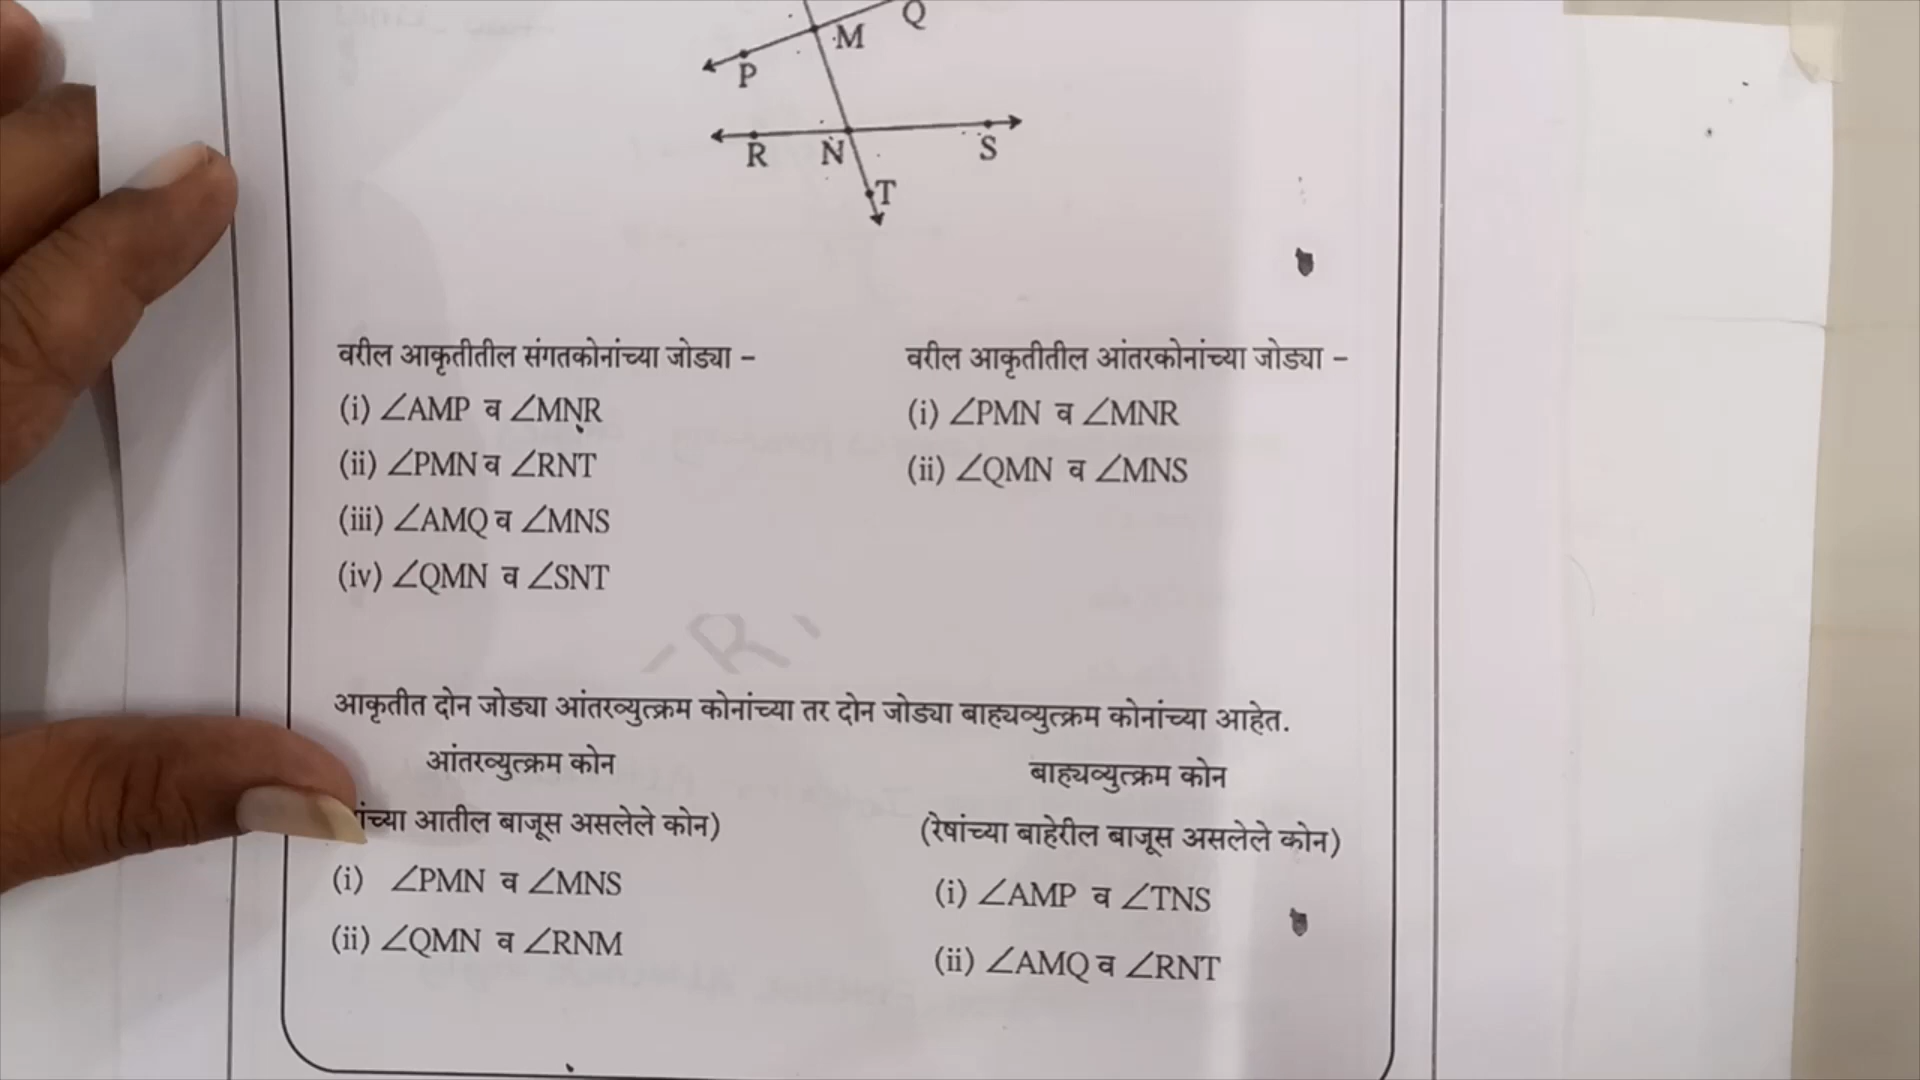 Q
M
P
R N S
T
वरील आकृतीतील संगतकोनांच्या जोड्या –
(i) ∠AMP व ∠MNR
(ii) ∠PMN व ∠RNT
(iii) ∠AMQ व ∠MNS
(iv) ∠QMN व ∠SNT
वरील आकृतीतील आंतरकोनांच्या जोड्या –
(i) ∠PMN व ∠MNR
(ii) ∠QMN व ∠MNS
आकृतीत दोन जोड्या आंतरव्युत्क्रम कोनांच्या तर दोन जोड्या बाह्यव्युत्क्रम कोनांच्या आहेत.
आंतरव्युत्क्रम कोन
आतील बाजूस असलेले कोन)
(i) ∠PMN व ∠MNS
(ii) ∠QMN व ∠RNM
बाह्यव्युत्क्रम कोन
(रेषांच्या बाहेरील बाजूस असलेले कोन)
(i) ∠AMP व ∠TNS
(ii) ∠AMQ व ∠RNT